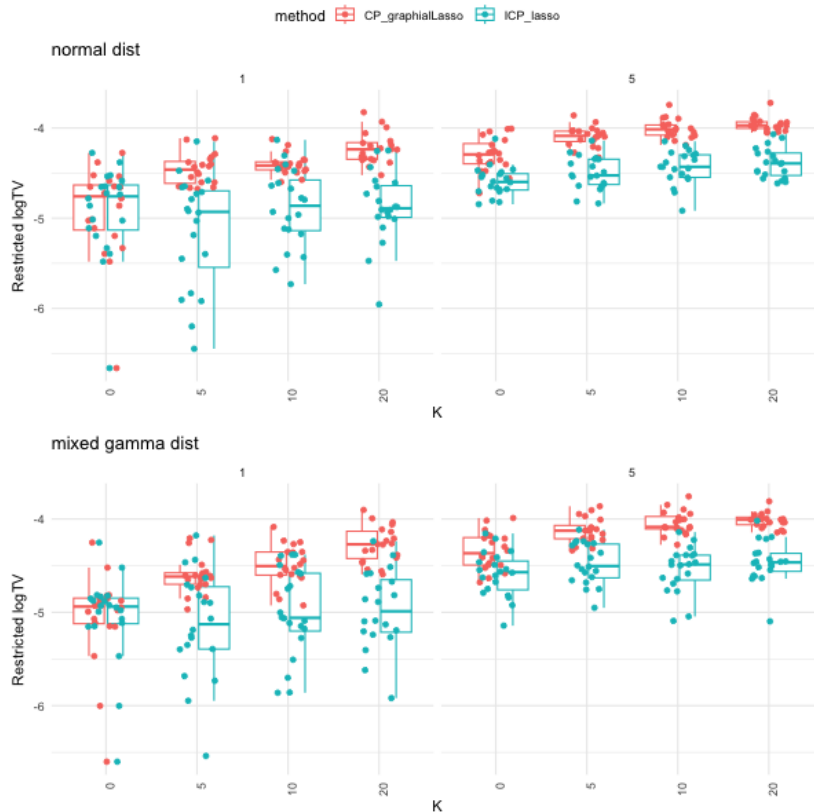 method CP_graphialLasso ICP_lasso
normal dist
1 5
Restricted logTV
-4
-5
-6
0 5 10 20 0 5 10 20
K
mixed gamma dist
1 5
Restricted logTV
-4
-5
-6
0 5 10 20 0 5 10 20
K